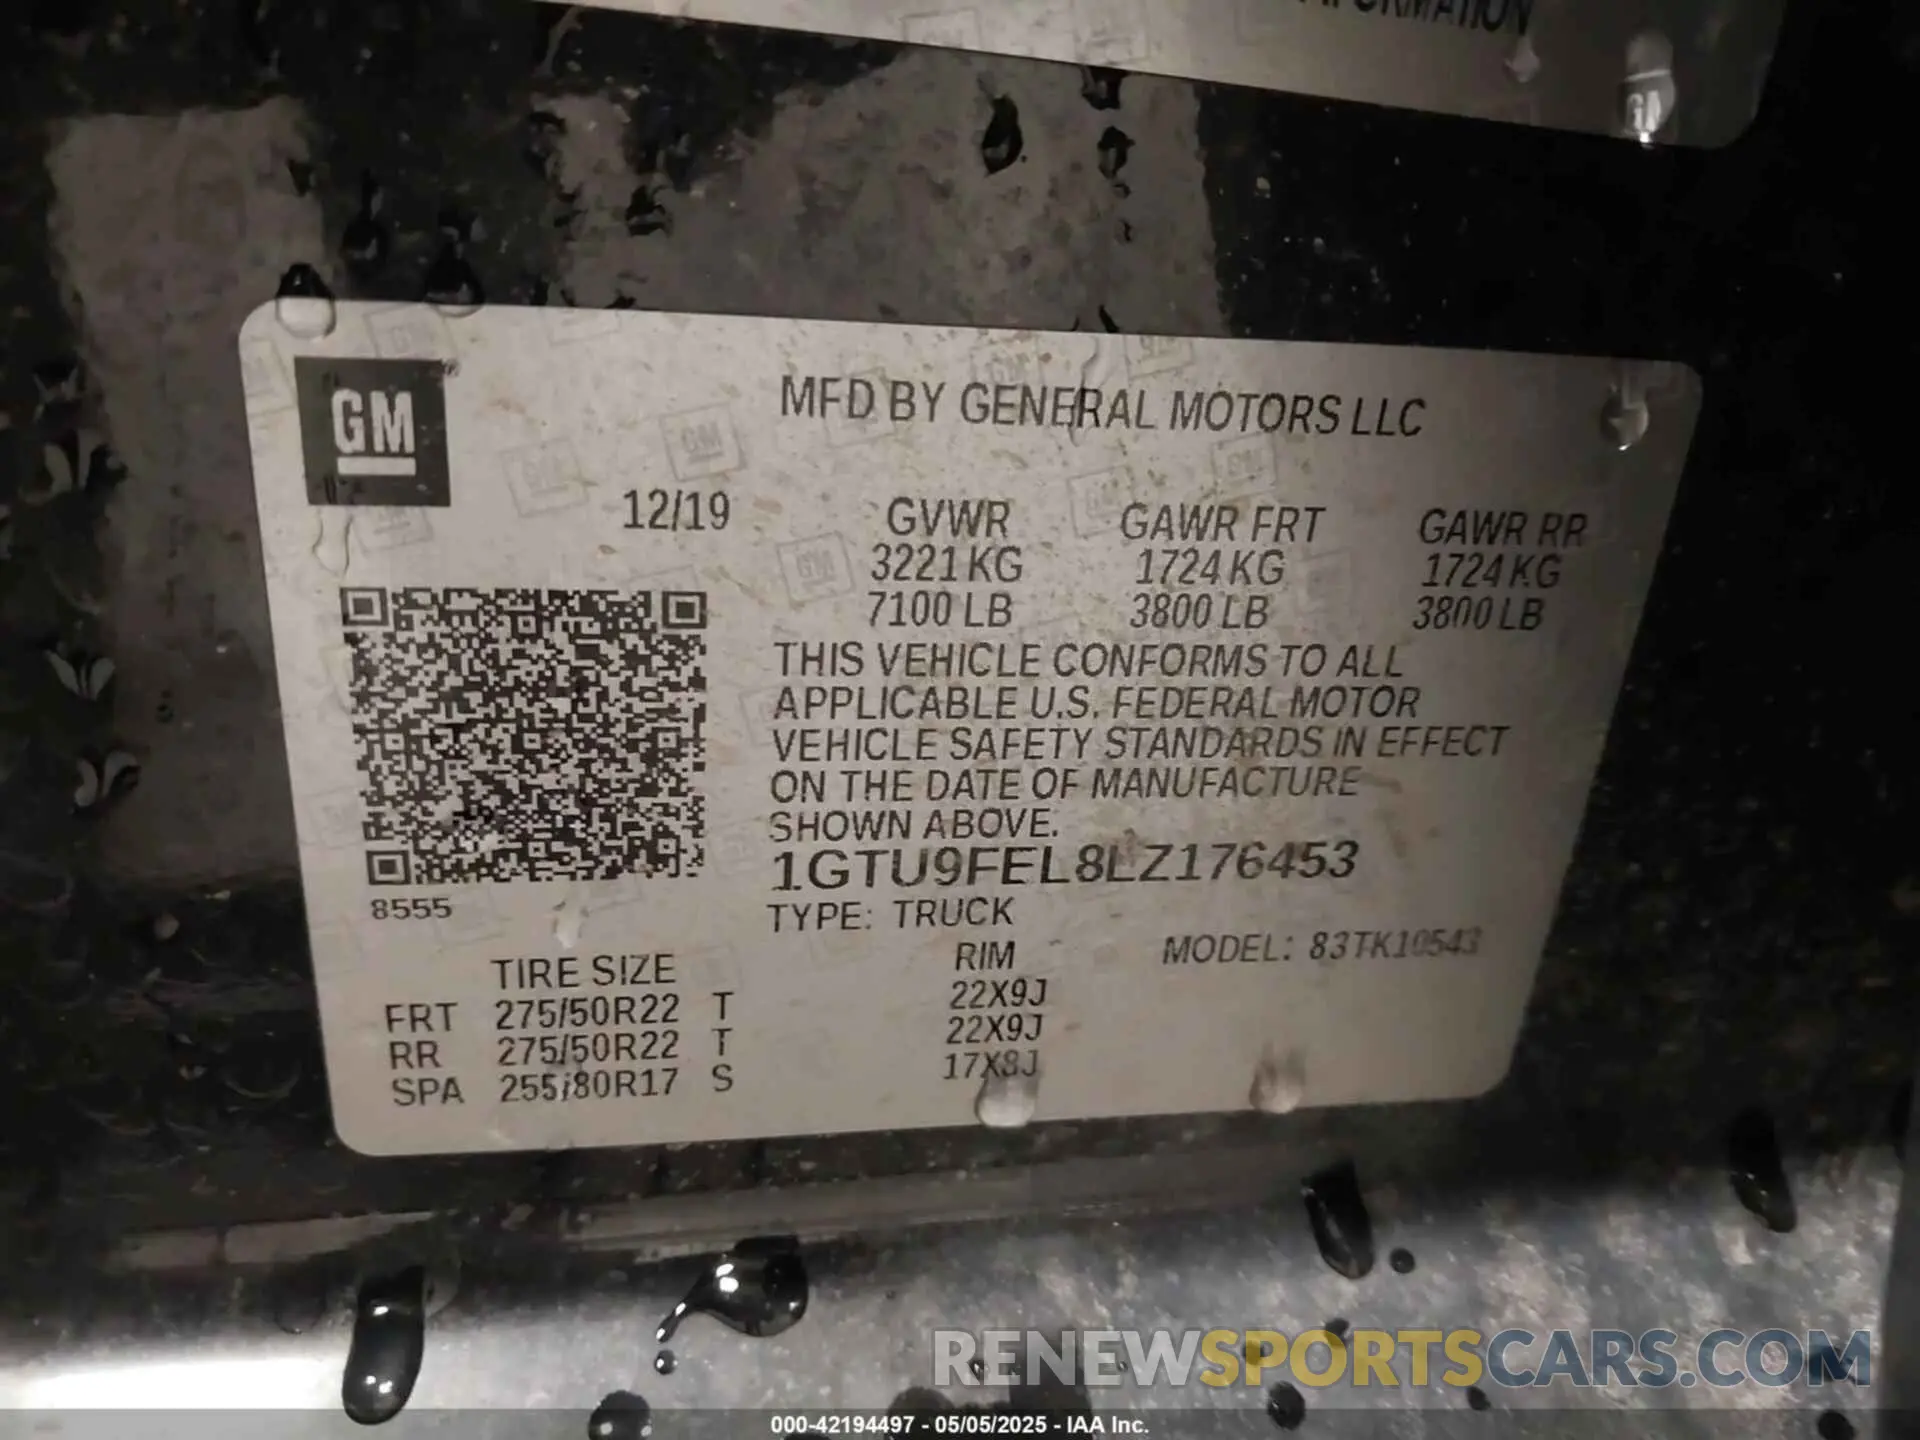 INFORMATION
GM
GM
MFD BY GENERAL MOTORS LLC
12/19 GVWR GAWR FRT GAWR RR
3221 KG 1724 KG 1724 KG
7100 LB 3800 LB 3800 LB
THIS VEHICLE CONFORMS TO ALL
APPLICABLE U.S. FEDERAL MOTOR
VEHICLE SAFETY STANDARDS IN EFFECT
ON THE DATE OF MANUFACTURE
SHOWN ABOVE.
1GTU9FEL8LZ176453
8555
TYPE: TRUCK
MODEL: 83TK10543
TIRE SIZE RIM
FRT 275/50R22 T 22X9J
RR 275/50R22 T 22X9J
SPA 255/80R17 S 17X8J
RENEWSPORTSCARS.COM
000-42194497 - 05/05/2025 - IAA Inc.